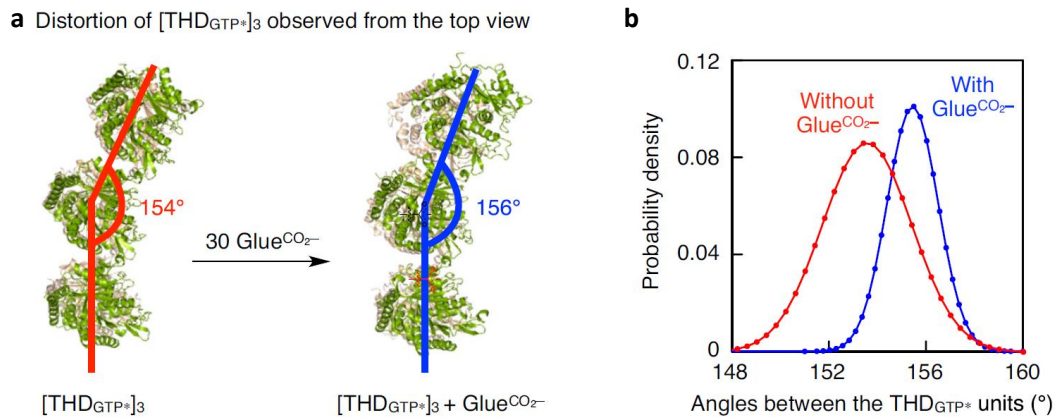 a Distortion of [THDGTP*]3 observed from the top view
154°
30 GlueCO2–
156°
[THDGTP*]3
[THDGTP*]3 + GlueCO2–
b
0.12
0.08
0.04
0
Probability density
Without
GlueCO2–
With
GlueCO2–
148 152 156 160
Angles between the THDGTP* units (°)